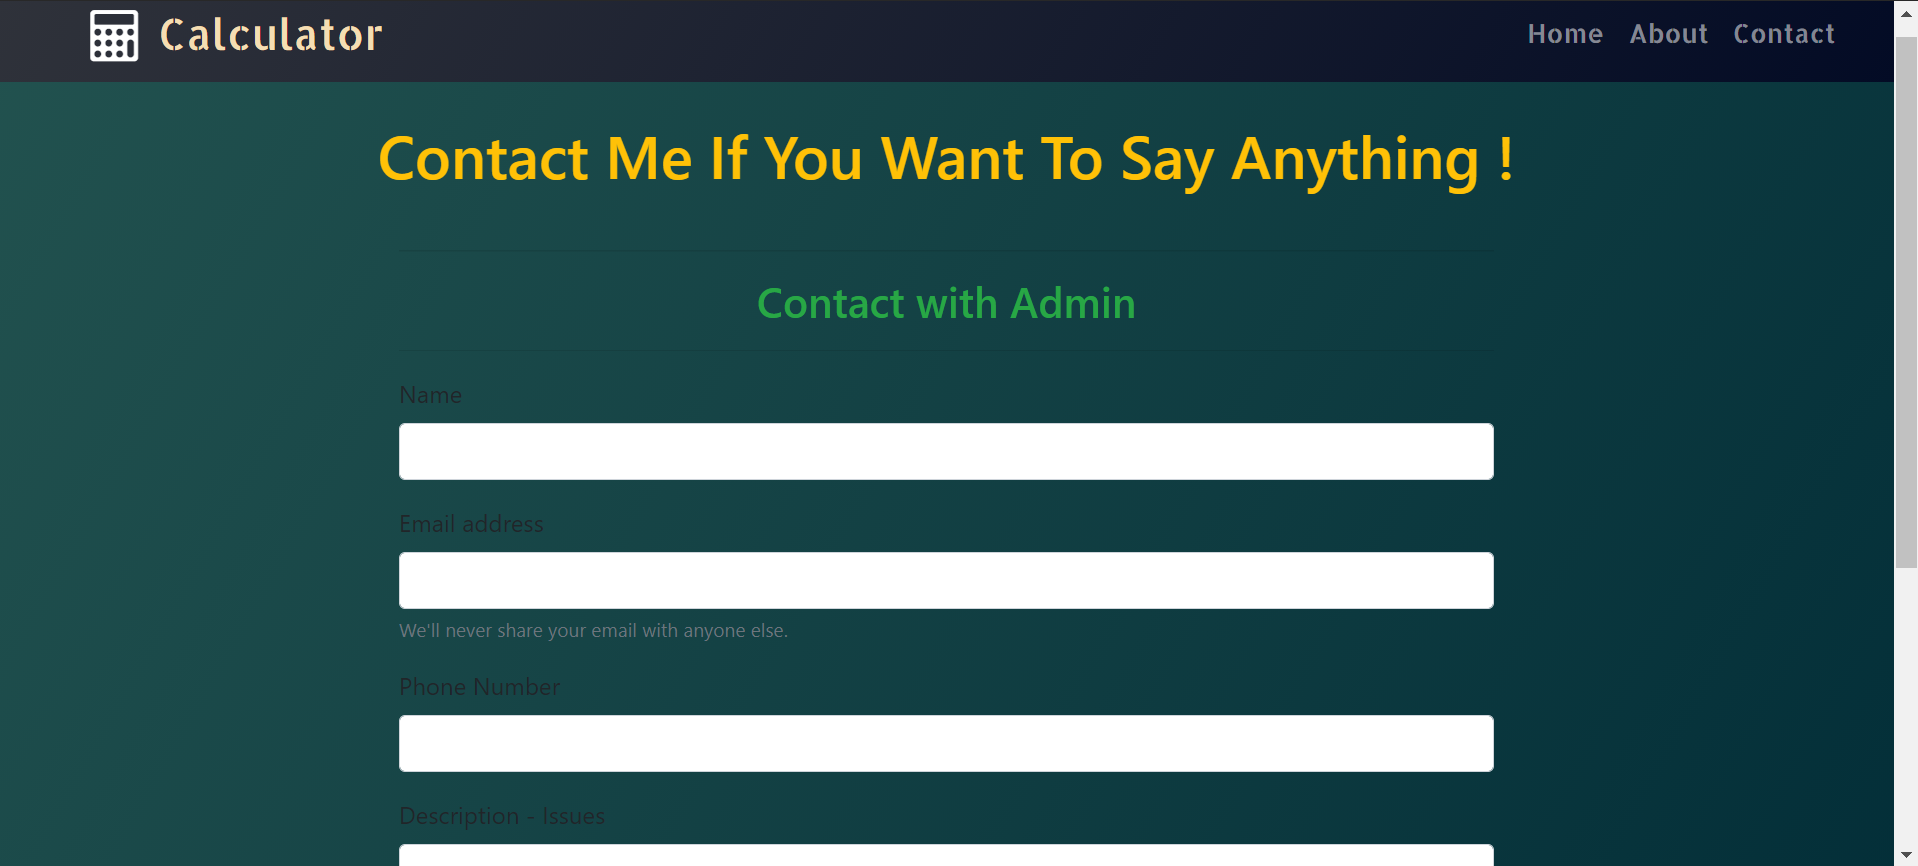 Calculator
Home About Contact
Contact Me If You Want To Say Anything !
Contact with Admin
Name
Email address
We'll never share your email with anyone else.
Phone Number
Description - Issues